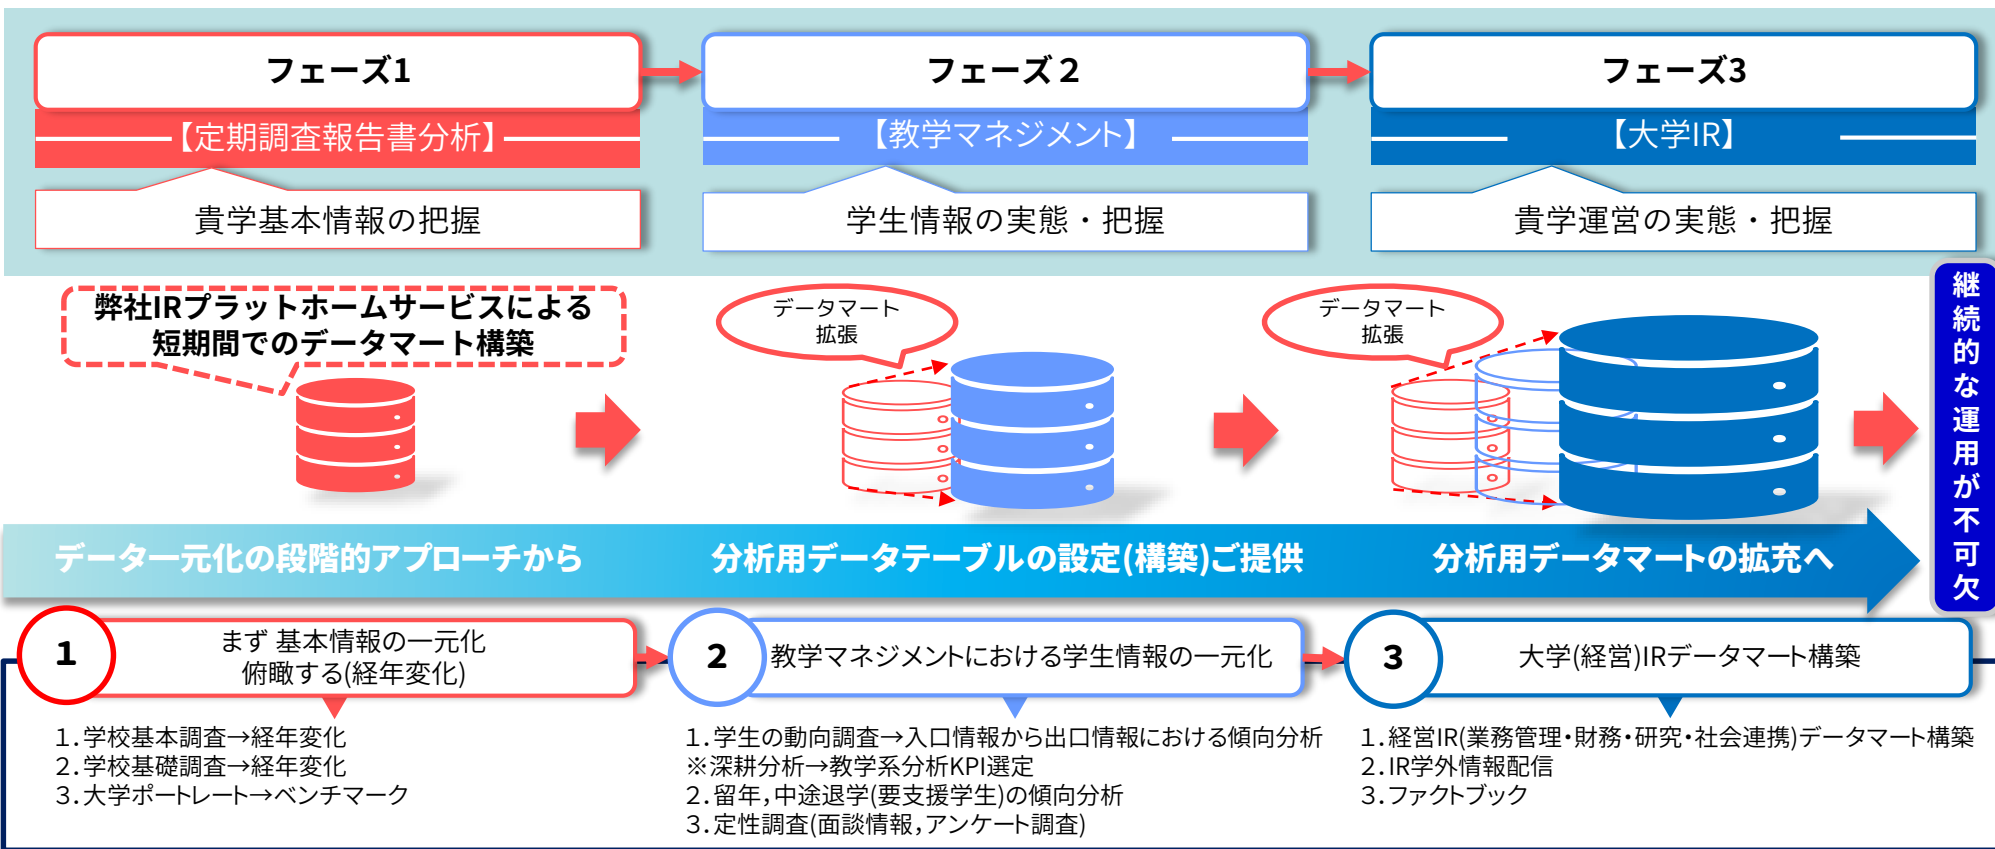 フェーズ1
フェーズ２
フェーズ3
【定期調査報告書分析】
【教学マネジメント】
【大学IR】
貴学基本情報の把握
学生情報の実態・把握
貴学運営の実態・把握
弊社IRプラットホームサービスによる
短期間でのデータマート構築
データマート
拡張
データマート
拡張
継続的な運用が不可欠
データ一元化の段階的アプローチから
分析用データテーブルの設定(構築)ご提供
分析用データマートの拡充へ
1
まず 基本情報の一元化
俯瞰する(経年変化)
１.学校基本調査→経年変化
２.学校基礎調査→経年変化
３.大学ポートレート→ベンチマーク
2
教学マネジメントにおける学生情報の一元化
１.学生の動向調査→入口情報から出口情報における傾向分析
※深耕分析→教学系分析KPI選定
２.留年,中途退学(要支援学生)の傾向分析
３.定性調査(面談情報,アンケート調査)
3
大学(経営)IRデータマート構築
１.経営IR(業務管理・財務・研究・社会連携)データマート構築
２.IR学外情報配信
３.ファクトブック